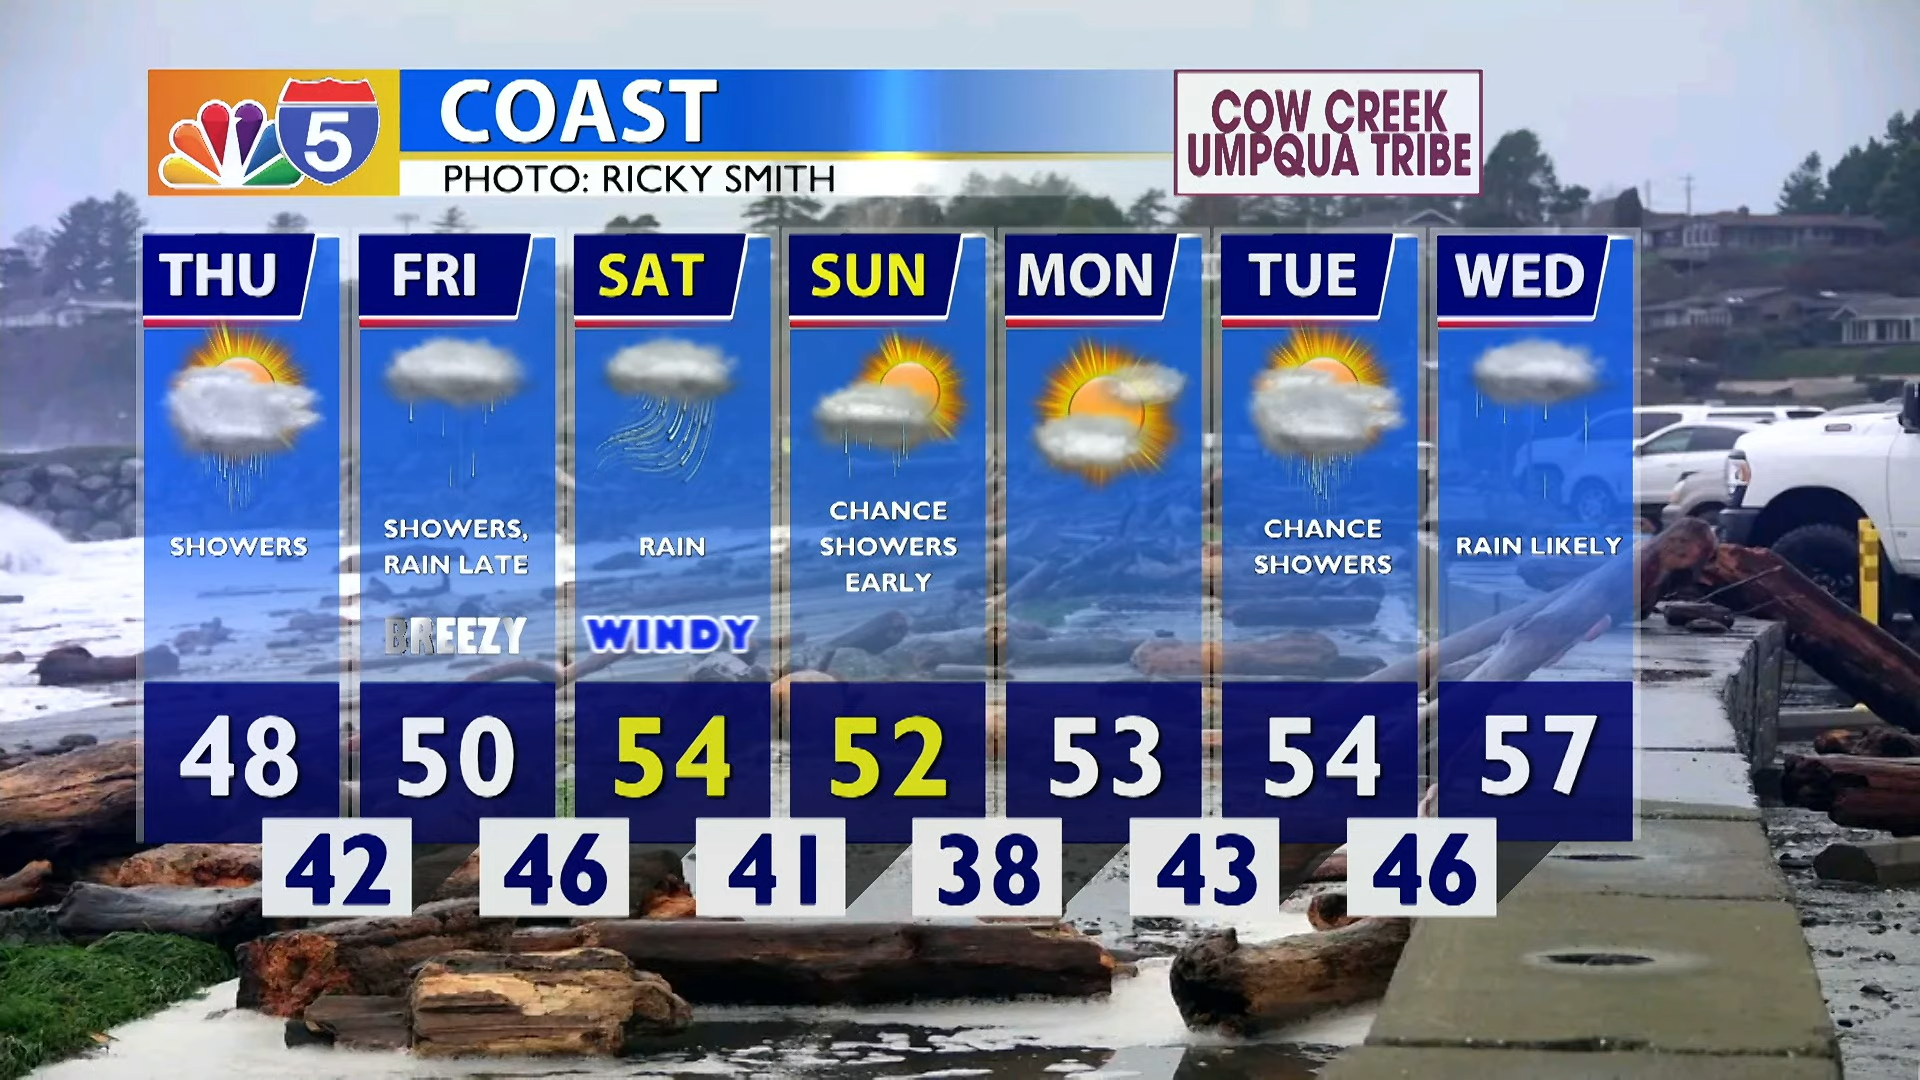 5
COAST
PHOTO: RICKY SMITH
COW CREEK
UMPQUA TRIBE
THU
SHOWERS
48
FRI
SHOWERS,
RAIN LATE
BREEZY
50
SAT
RAIN
WINDY
54
SUN
CHANCE
SHOWERS
EARLY
52
MON
53
TUE
CHANCE
SHOWERS
54
WED
RAIN LIKELY
57
42
46
41
38
43
46